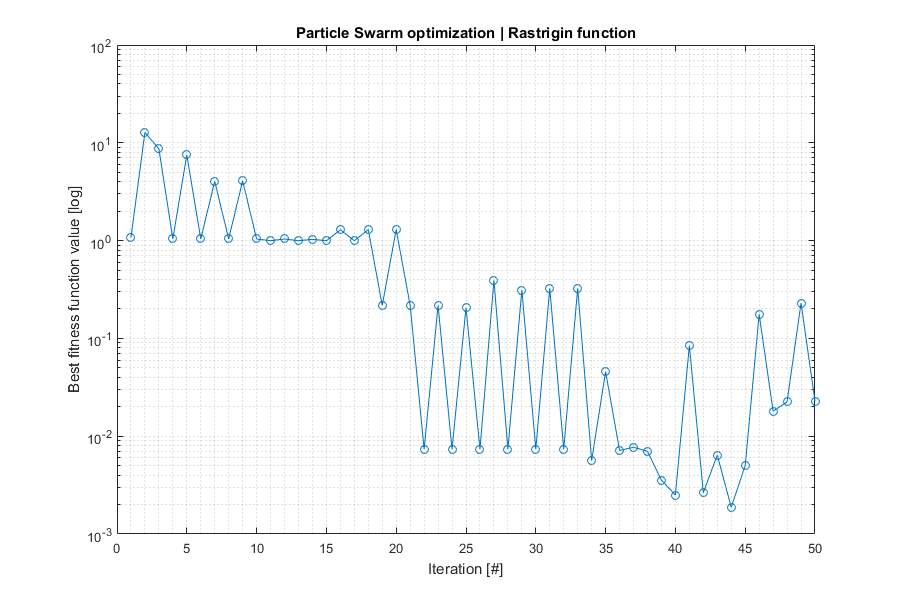 Particle Swarm optimization | Rastrigin function
Best fitness function value [log]
10^2
10^1
10^0
10^-1
10^-2
10^-3
0 5 10 15 20 25 30 35 40 45 50
Iteration [#]